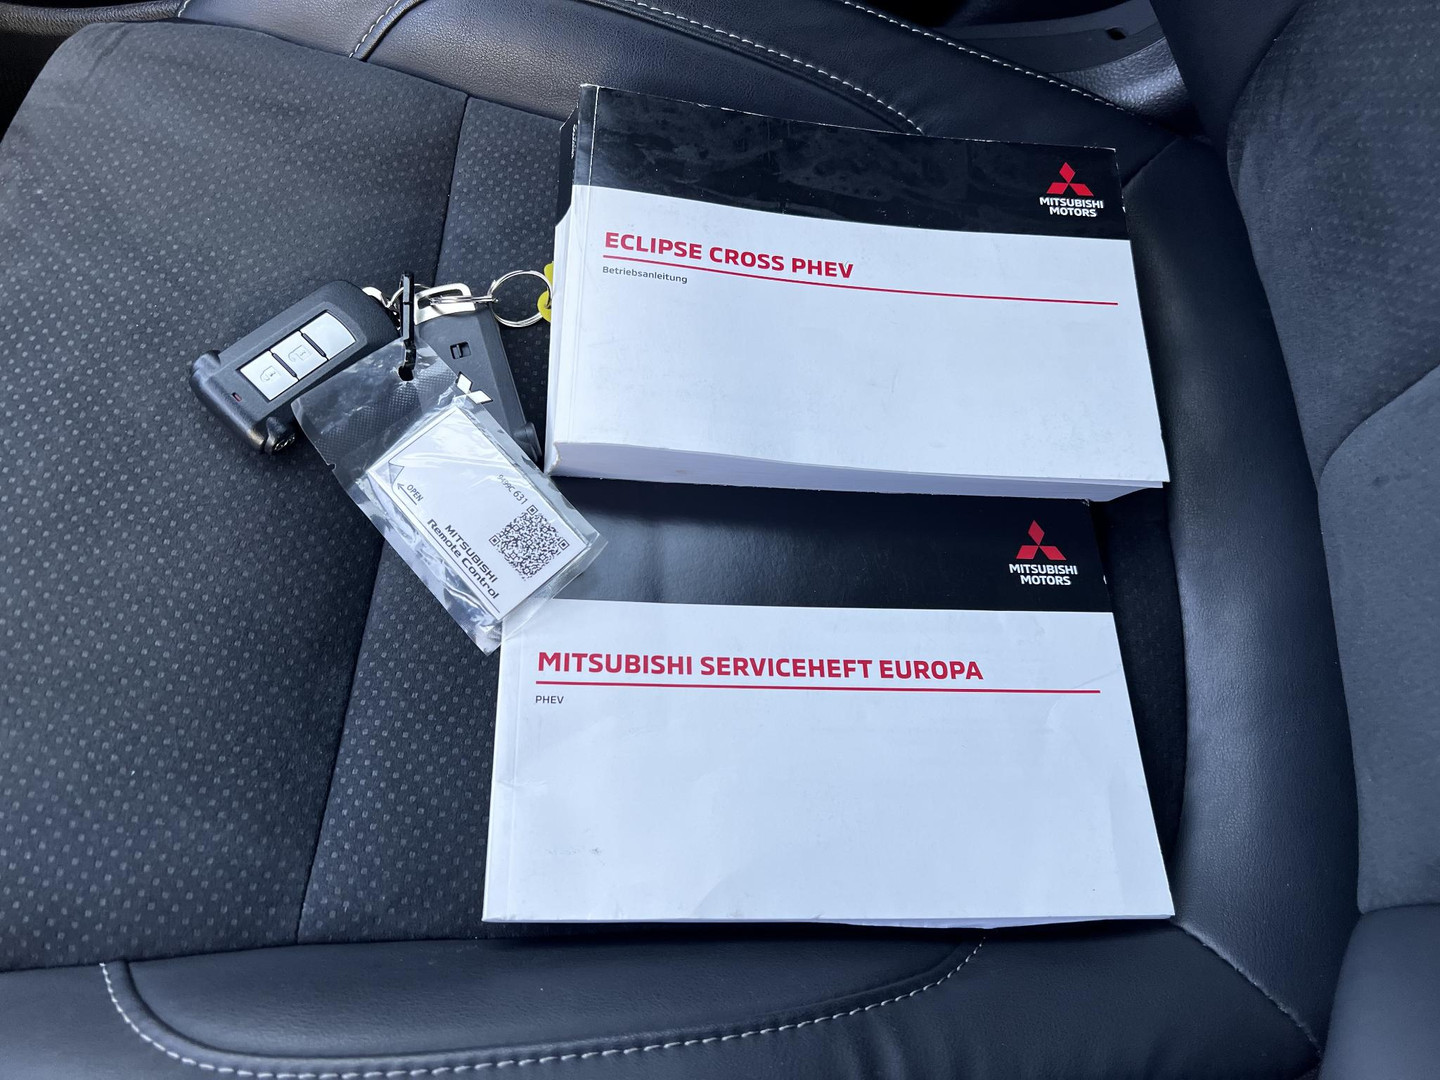 MITSUBISHI
MOTORS
ECLIPSE CROSS PHEV
Betriebsanleitung
OPEN
MITSUBISHI
Remote Control
MITSUBISHI
MOTORS
MITSUBISHI SERVICEHEFT EUROPA
PHEV